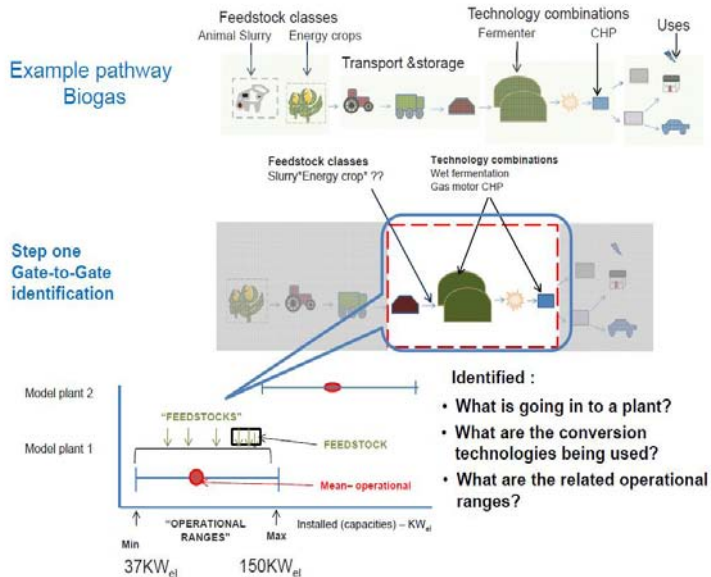 Feedstock classes
Animal Slurry
Energy crops
Technology combinations
Fermenter
CHP
Uses
Example pathway
Biogas
Transport &storage
Feedstock classes
Slurry*Energy crop* ??
Technology combinations
Wet fermentation
Gas motor CHP
Step one
Gate-to-Gate
identification
Model plant 2
"FEEDSTOCKS"
FEEDSTOCK
Model plant 1
Mean– operational
"OPERATIONAL
RANGES"
Installed (capacities) – KWel
Min
Max
37KWel
150KWel
Identified :
• What is going in to a plant?
• What are the conversion
technologies being used?
• What are the related operational
ranges?